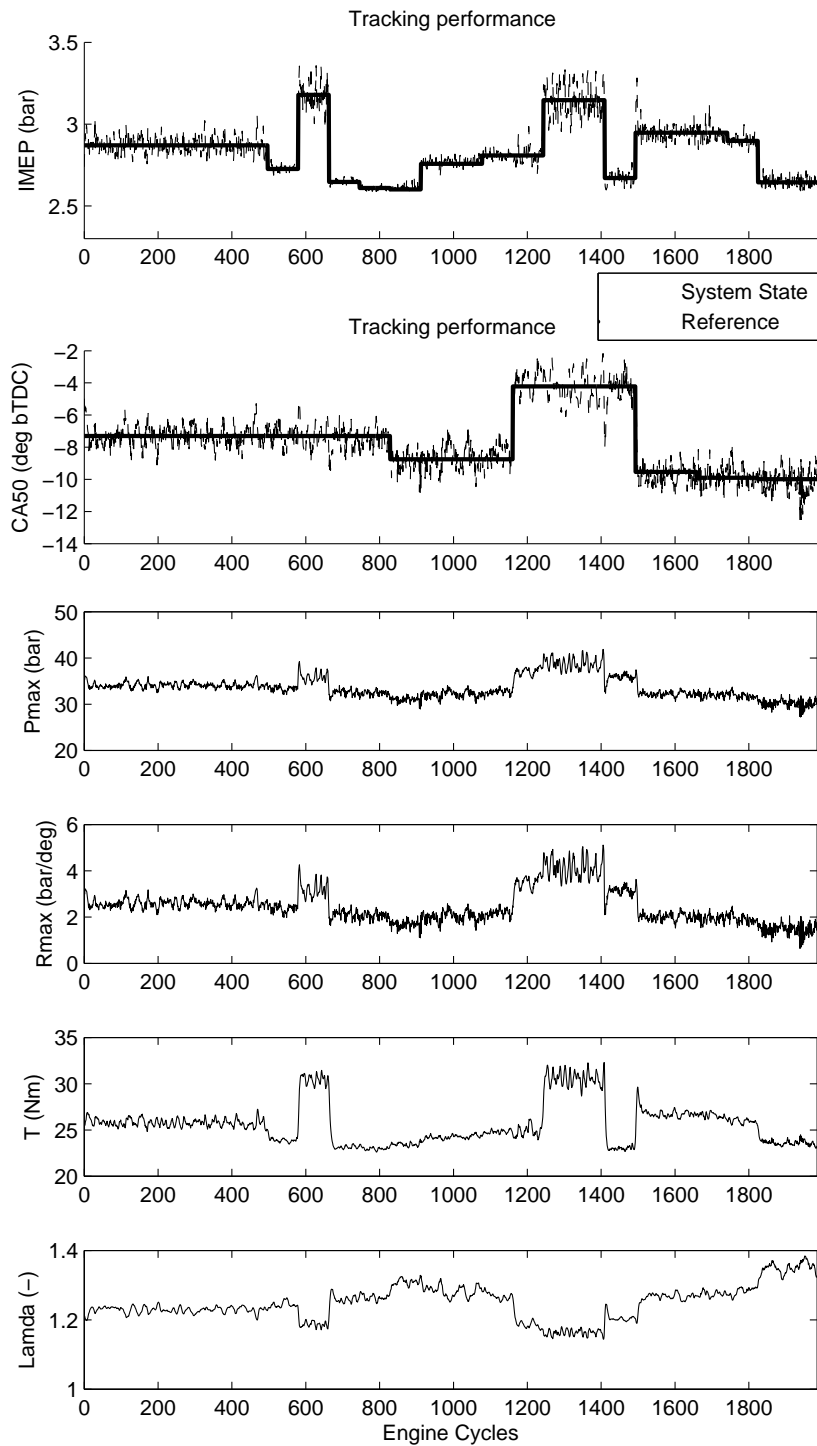 Tracking performance
3.5
3
2.5
IMEP (bar)
0 200 400 600 800 1000 1200 1400 1600 1800
System State
Reference
Tracking performance
−2
−4
−6
−8
−10
−12
−14
CA50 (deg bTDC)
0 200 400 600 800 1000 1200 1400 1600 1800
50
40
30
20
Pmax (bar)
0 200 400 600 800 1000 1200 1400 1600 1800
6
4
2
0
Rmax (bar/deg)
0 200 400 600 800 1000 1200 1400 1600 1800
35
30
25
20
T (Nm)
0 200 400 600 800 1000 1200 1400 1600 1800
1.4
1.2
1
Lamda (−)
0 200 400 600 800 1000 1200 1400 1600 1800
Engine Cycles